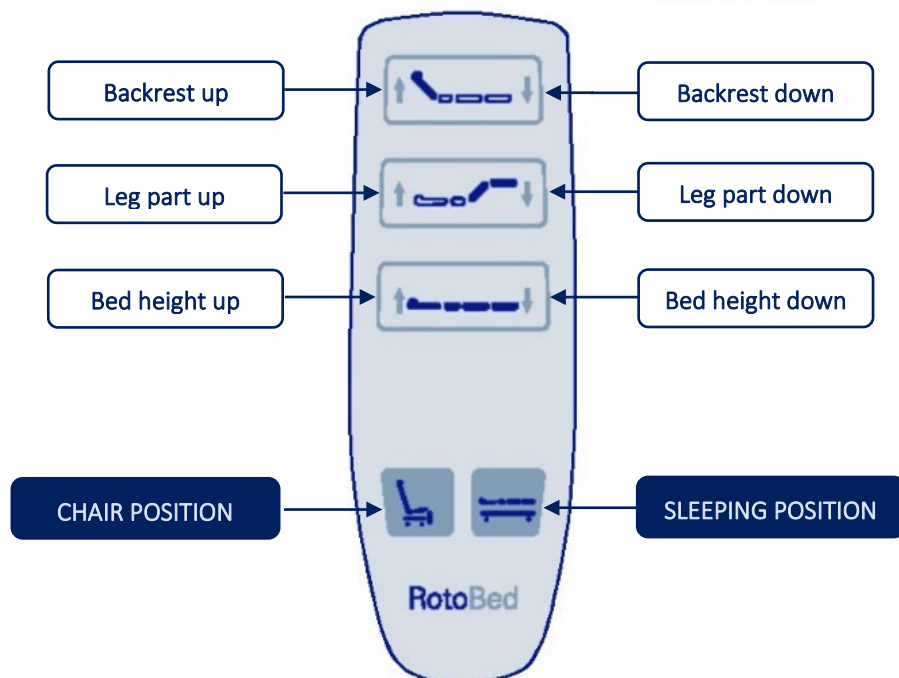 Backrest up
Backrest down
Leg part up
Leg part down
Bed height up
Bed height down
CHAIR POSITION
SLEEPING POSITION
RotoBed